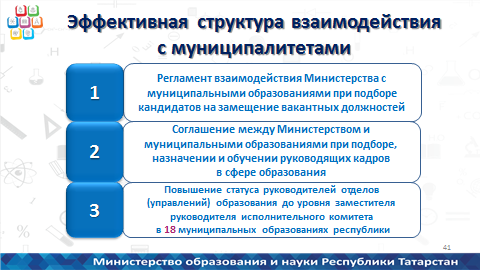 Эффективная структура взаимодействия
с муниципалитетами
1
Регламент взаимодействия Министерства с
муниципальными образованиями при подборе
кандидатов на замещение вакантных должностей
2
Соглашение между Министерством и
муниципальными образованиями при подборе,
назначении и обучении руководящих кадров
в сфере образования
3
Повышение статуса руководителей отделов
(управлений) образования до уровня заместителя
руководителя исполнительного комитета
в 18 муниципальных образованиях республики
41
Министерство образования и науки Республики Татарстан